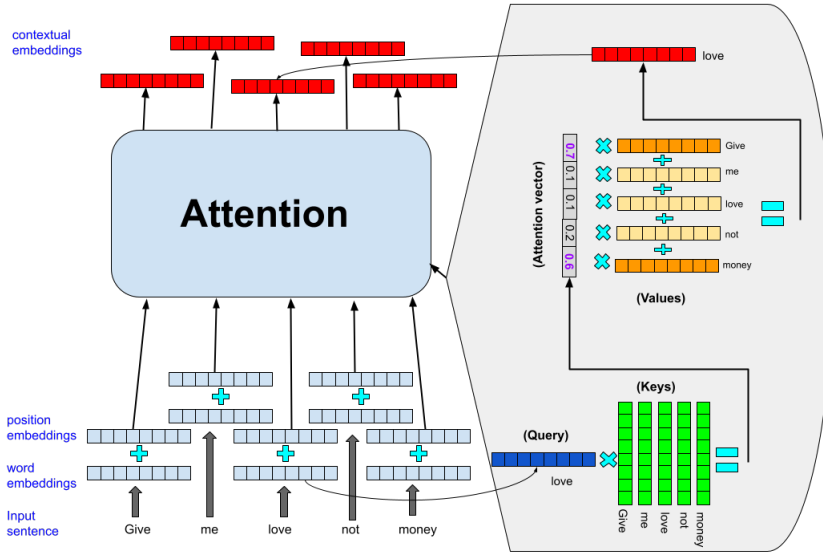 contextual
embeddings
love
Attention
(Attention vector)
0.7
0.1
0.1
0.2
0.6
Give
me
love
not
money
(Values)
(Keys)
position
embeddings
(Query)
word
embeddings
love
Input
sentence
Give
me
love
not
money
Give
me
love
not
money